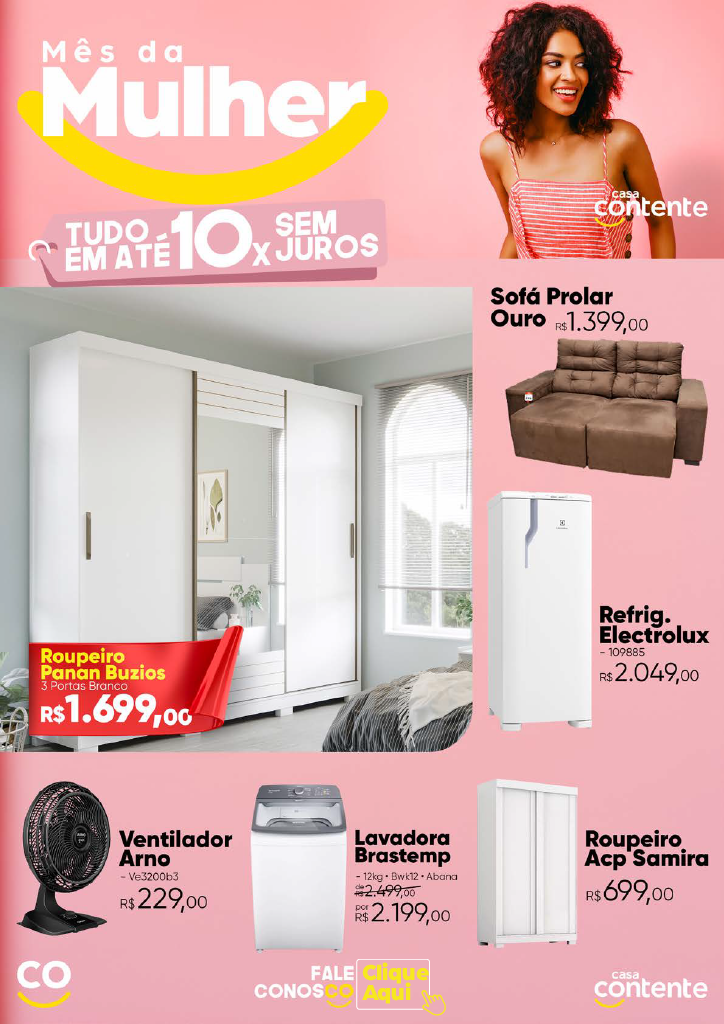 Mês da
Mulher
TUDO
EM ATÉ 10x SEM
JUROS
casa
contente
Sofá Prolar
Ouro R$1.399,00
Refrig.
Electrolux
- 109885
R$2.049,00
Roupeiro
Panan Buzios
3 Portas Branco
R$1.699,00
Ventilador
Arno
- Ve3200b3
R$229,00
Lavadora
Brastemp
- 12kg • Bwk12 • Abana
de
R$2.499,00
por
R$2.199,00
Roupeiro
Acp Samira
R$699,00
CO
FALE
CONOSCO
Clique
Aqui
casa
contente